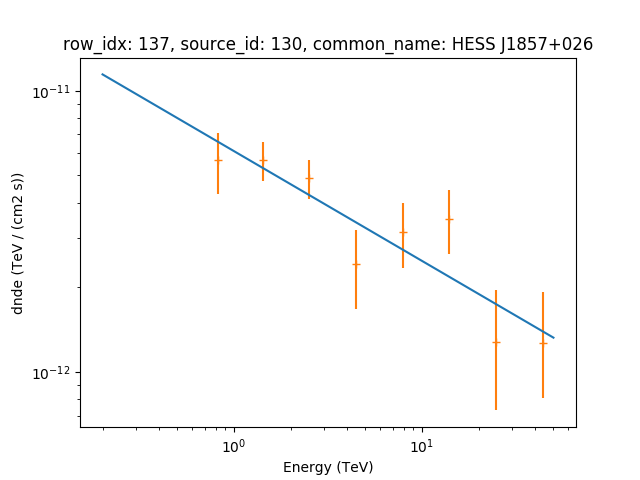 row_idx: 137, source_id: 130, common_name: HESS J1857+026
10⁻¹¹
dnde (TeV / (cm2 s))
10⁻¹²
10⁰
10¹
Energy (TeV)